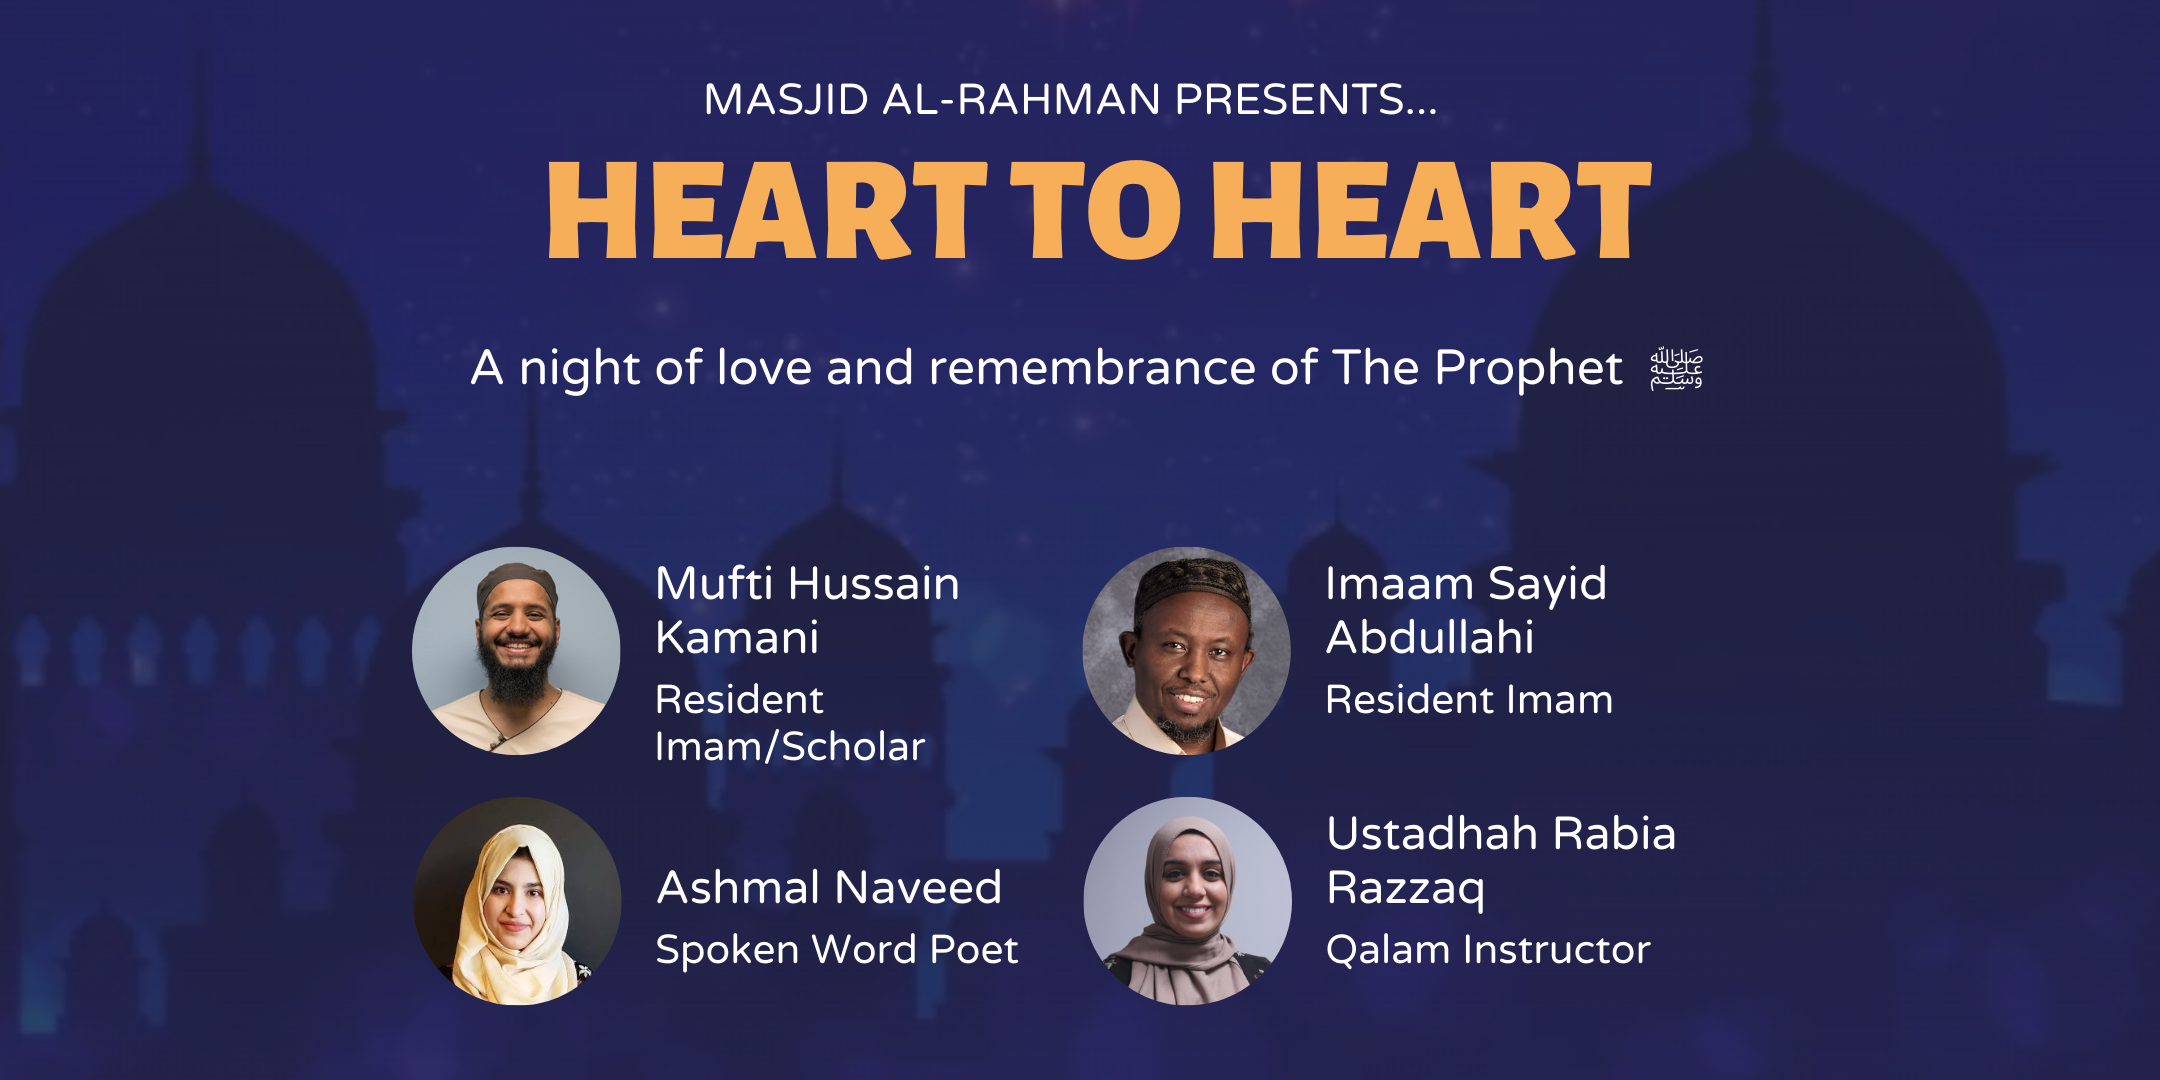 MASJID AL-RAHMAN PRESENTS...
HEART TO HEART
A night of love and remembrance of The Prophet ﷺ
Mufti Hussain
Kamani
Resident
Imam/Scholar
Imaam Sayid
Abdullahi
Resident Imam
Ashmal Naveed
Spoken Word Poet
Ustadhah Rabia
Razzaq
Qalam Instructor